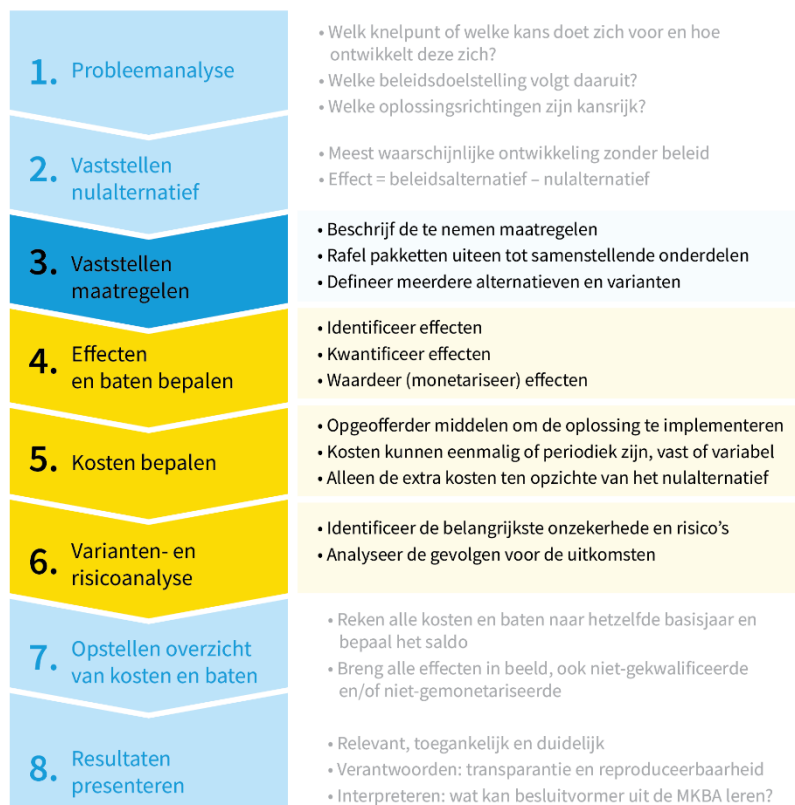 1. Probleemanalyse
• Welk knelpunt of welke kans doet zich voor en hoe
ontwikkelt deze zich?
• Welke beleidsdoelstelling volgt daaruit?
• Welke oplossingsrichtingen zijn kansrijk?
2. Vaststellen
nulalternatief
• Meest waarschijnlijke ontwikkeling zonder beleid
• Effect = beleidsalternatief – nulalternatief
3. Vaststellen
maatregelen
• Beschrijf de te nemen maatregelen
• Rafel pakketten uiteen tot samenstellende onderdelen
• Defineer meerdere alternatieven en varianten
4. Effecten
en baten bepalen
• Identificeer effecten
• Kwantificeer effecten
• Waardeer (monetariseer) effecten
5. Kosten bepalen
• Opgeofferder middelen om de oplossing te implementeren
• Kosten kunnen eenmalig of periodiek zijn, vast of variabel
• Alleen de extra kosten ten opzichte van het nulalternatief
6. Varianten- en
risicoanalyse
• Identificeer de belangrijkste onzekerhede en risico’s
• Analyseer de gevolgen voor de uitkomsten
7. Opstellen overzicht
van kosten en baten
• Reken alle kosten en baten naar hetzelfde basisjaar en
bepaal het saldo
• Breng alle effecten in beeld, ook niet-gekwalificeerde
en/of niet-gemonetariseerde
8. Resultaten
presenteren
• Relevant, toegankelijk en duidelijk
• Verantwoorden: transparantie en reproduceerbaarheid
• Interpreteren: wat kan besluitvormer uit de MKBA leren?